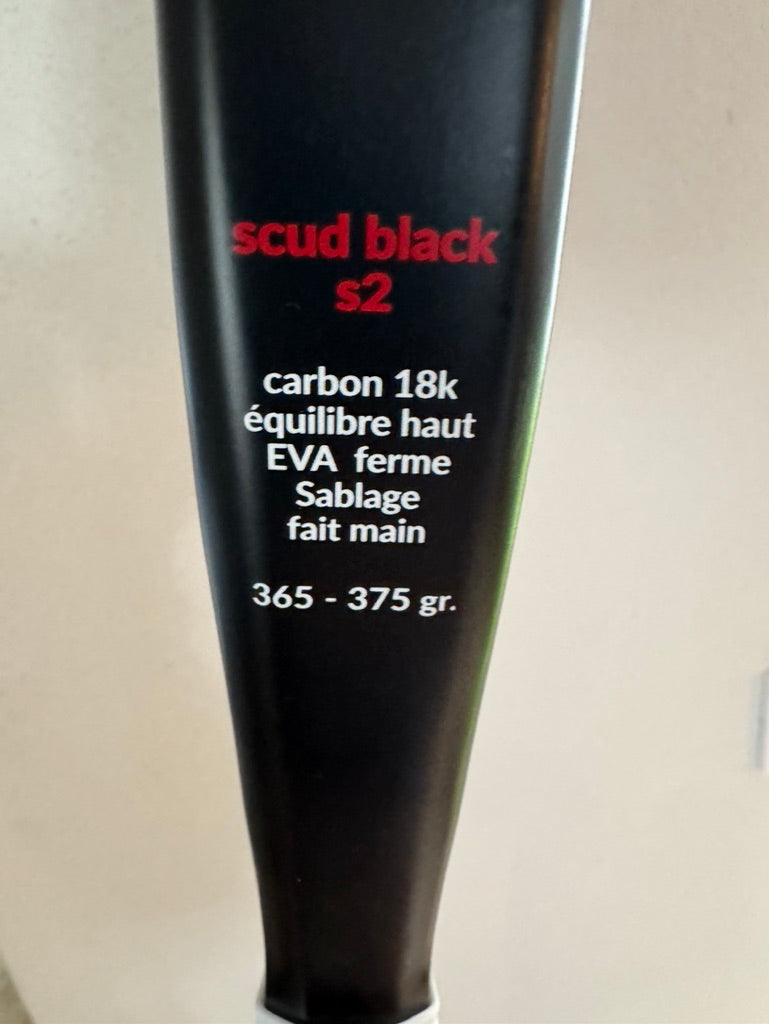 scud black
s2
carbon 18k
équilibre haut
EVA ferme
Sablage
fait main
365 - 375 gr.